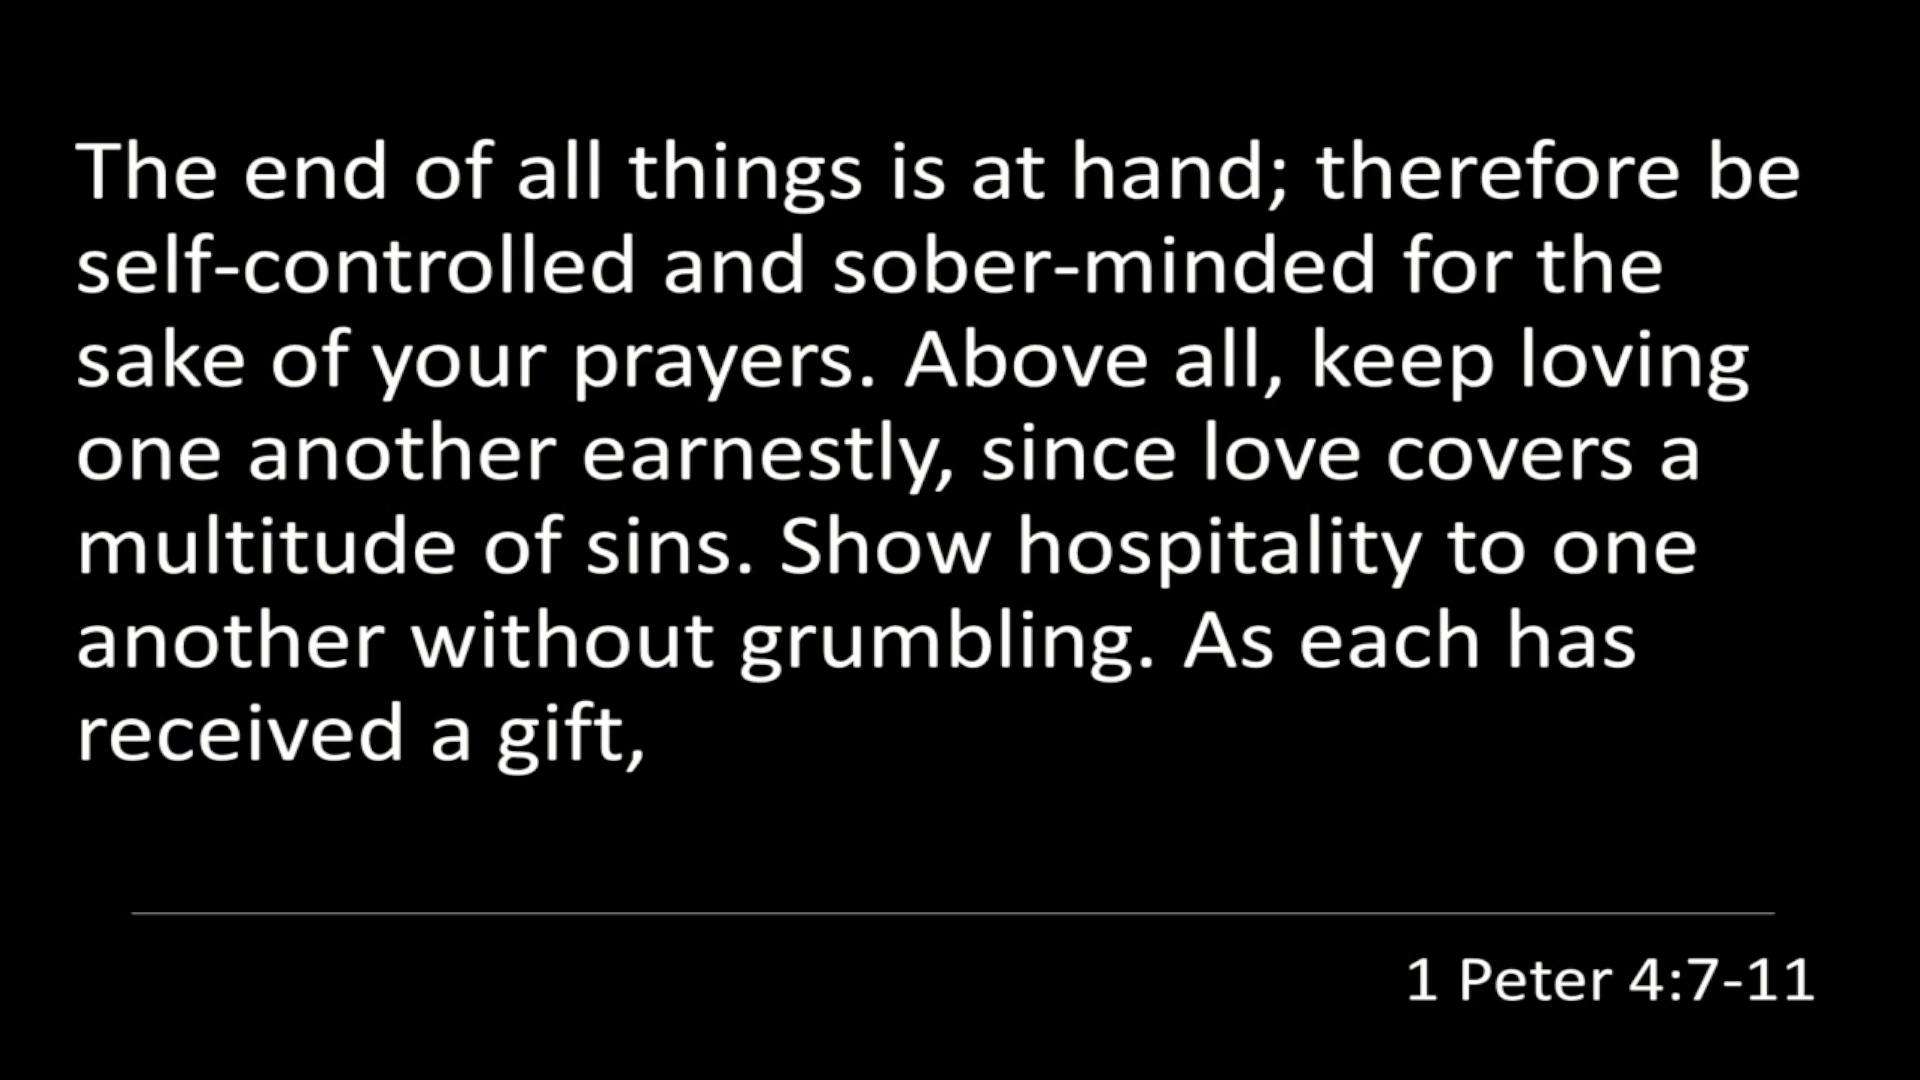 The end of all things is at hand; therefore be
self-controlled and sober-minded for the
sake of your prayers. Above all, keep loving
one another earnestly, since love covers a
multitude of sins. Show hospitality to one
another without grumbling. As each has
received a gift,
1 Peter 4:7-11